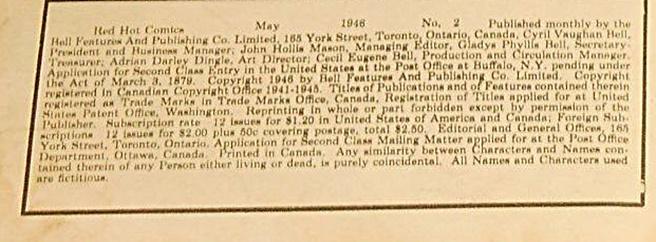 Red Hot Comics May 1946 No. 2 Published monthly by the
Bell Features And Publishing Co. Limited, 165 York Street, Toronto, Ontario, Canada, Cyril Vaughan Bell,
President and Business Manager; John Hollis Mason, Managing Editor, Gladys Phyllis Bell, Secretary-
Treasurer; Adrian Darley Dingle, Art Director; Cecil Eugene Bell, Production and Circulation Manager.
Application for Second Class Entry in the United States at the Post Office at Buffalo, N.Y. pending under
the Act of March 3, 1879. Copyright 1946 by Bell Features And Publishing Co. Limited. Copyright
registered in Canadian Copyright Office 1941-1945. Titles of Publications and of Features contained therein
registered as Trade Marks in Trade Marks Office, Canada, Registration of Titles applied for at United
States Patent Office, Washington. Reprinting in whole or part forbidden except by permission of the
Publisher. Subscription rate 12 issues for $1.20 in United States of America and Canada; Foreign Sub-
scriptions 12 issues for $2.00 plus 50c covering postage, total $2.50. Editorial and General Offices, 165
York Street, Toronto, Ontario. Application for Second Class Mailing Matter applied for at the Post Office
Department, Ottawa, Canada. Printed in Canada. Any similarity between Characters and Names con-
tained therein of any Person either living or dead, is purely coincidental. All Names and Characters used
are fictitious.